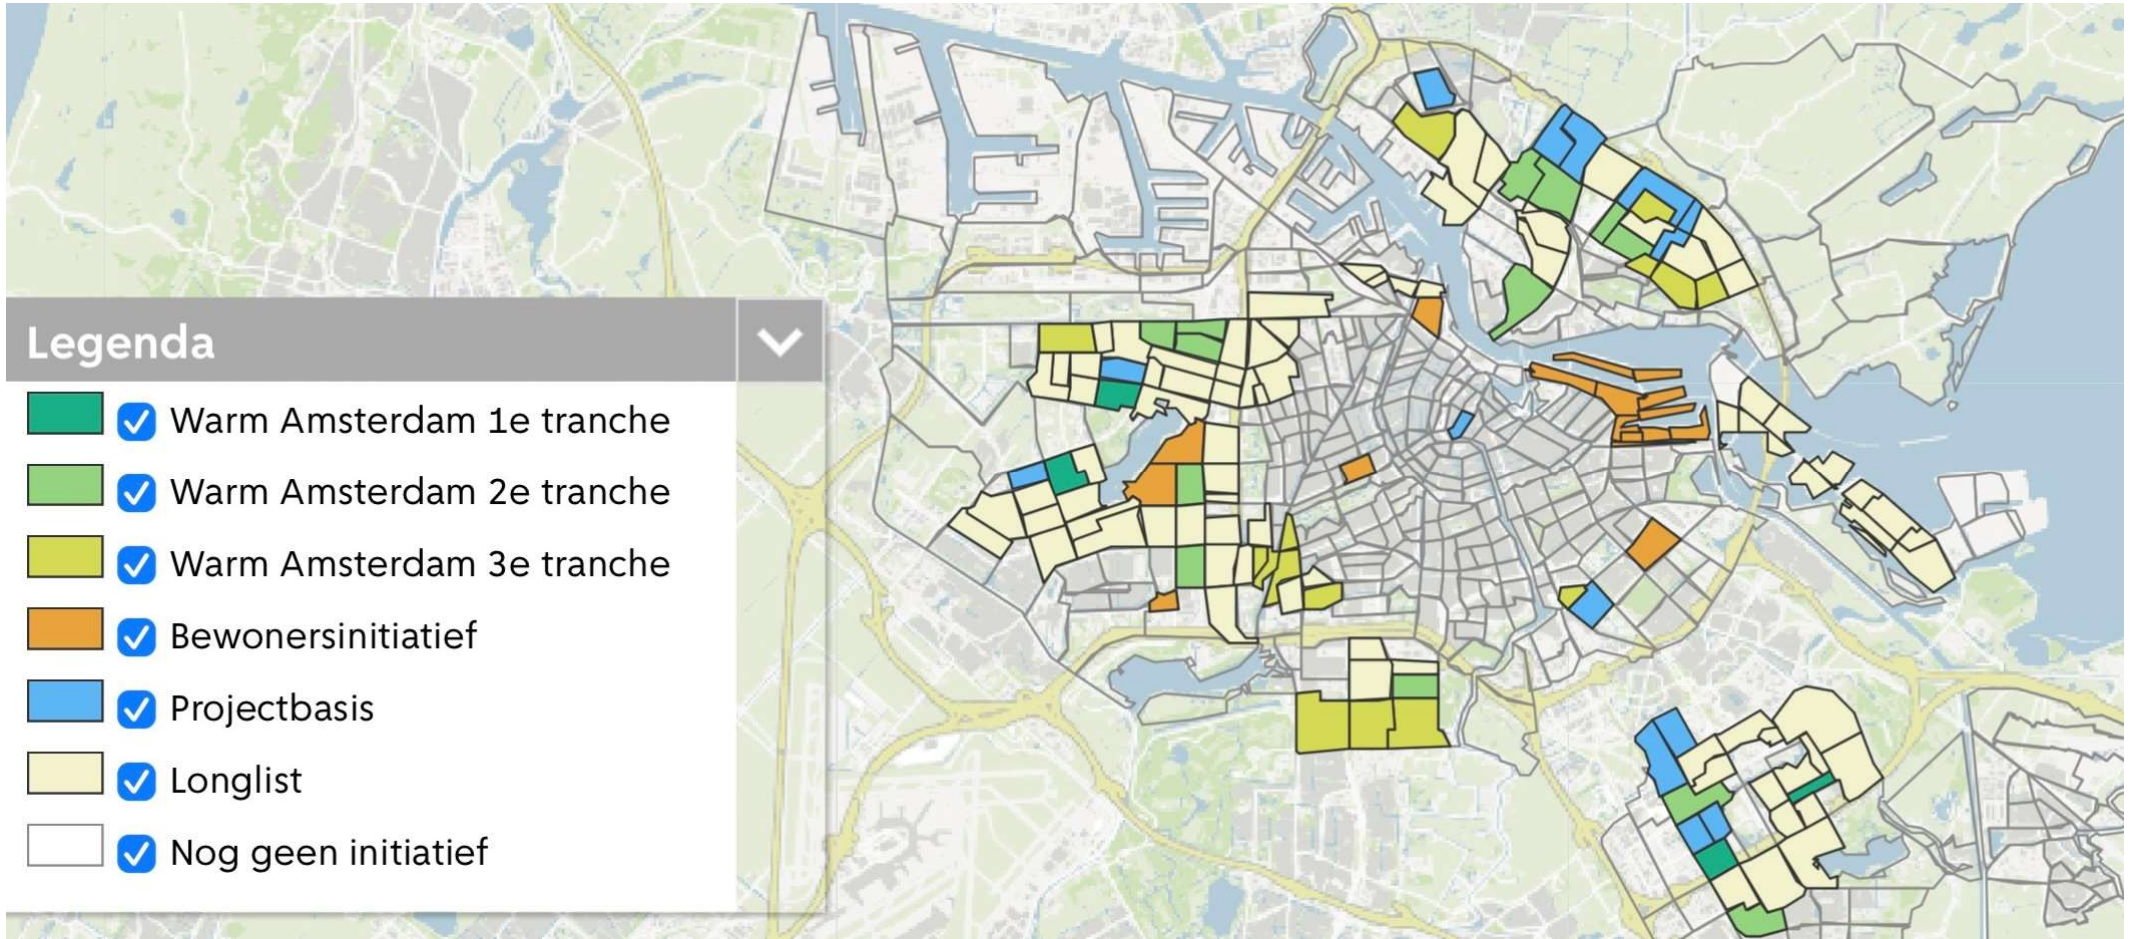 Legenda
Warm Amsterdam 1e tranche
Warm Amsterdam 2e tranche
Warm Amsterdam 3e tranche
Bewonersinitiatief
Projectbasis
Longlist
Nog geen initiatief